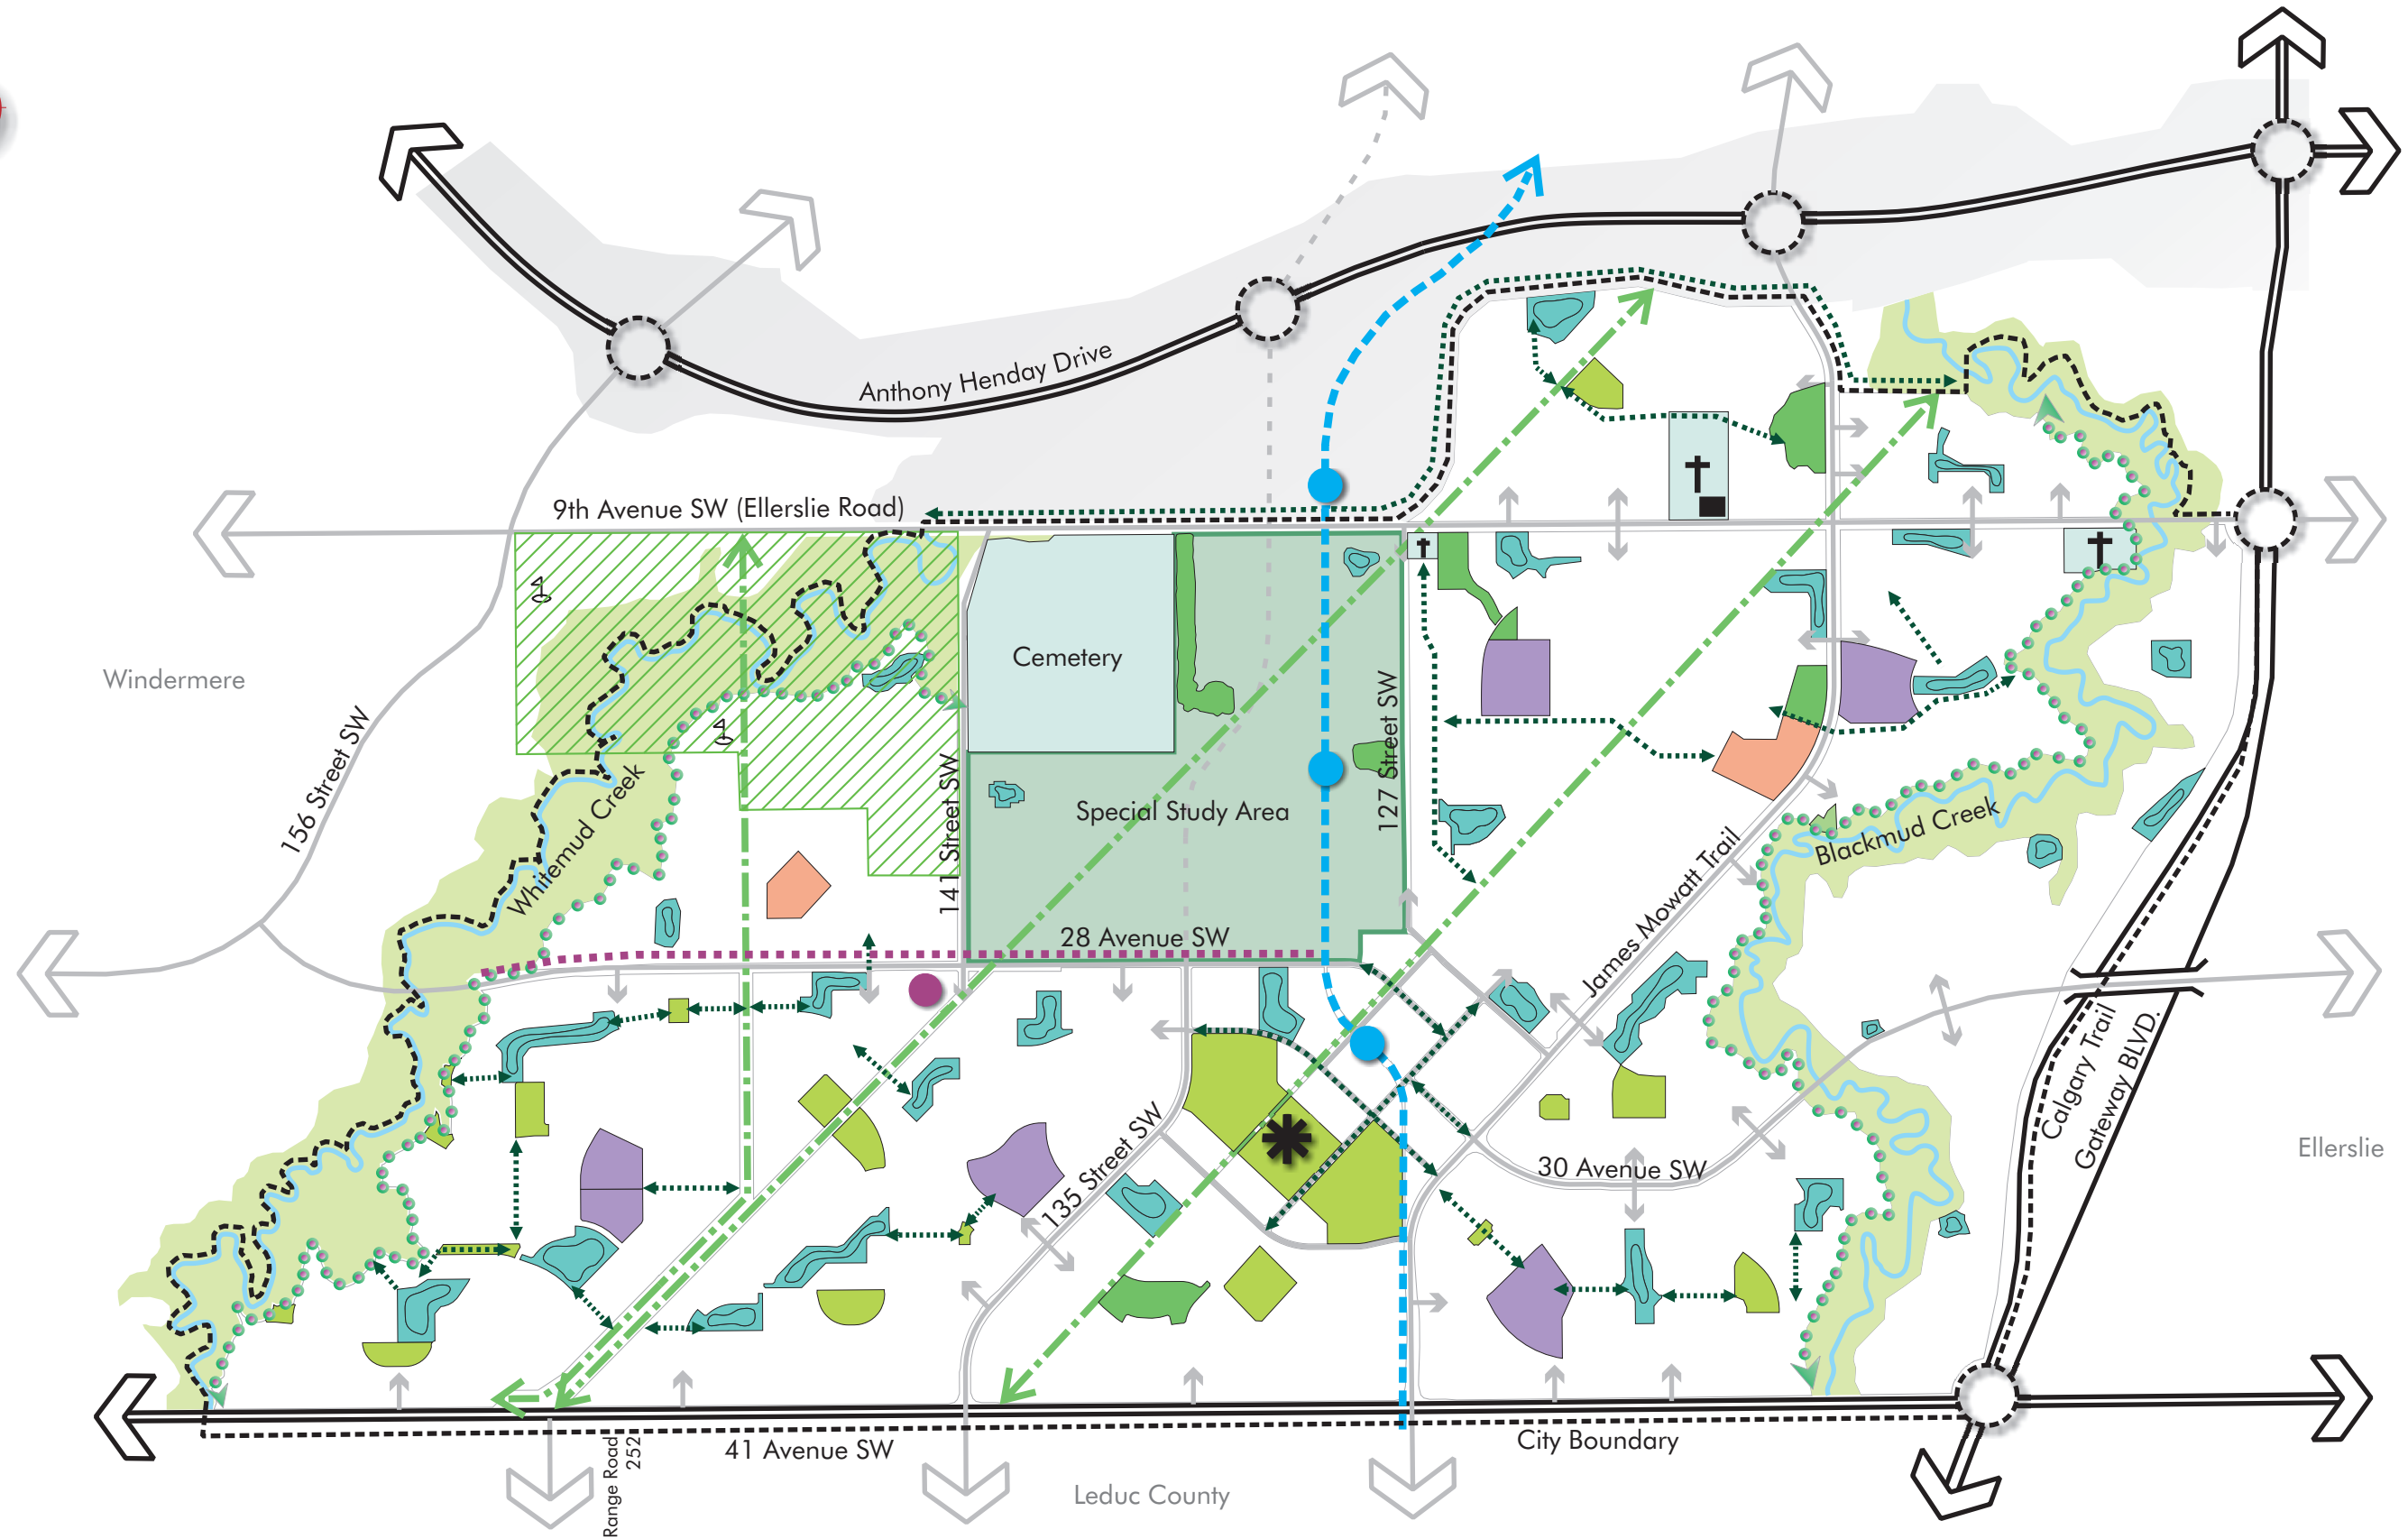 Anthony Henday Drive
9th Avenue SW (Ellerslie Road)
Windermere
Cemetery
156 Street SW
141 Street SW
127 Street SW
Special Study Area
Whitemud Creek
Blackmud Creek
James Mowatt Trail
28 Avenue SW
Calgary Trail
Gateway BLVD.
Ellerslie
135 Street SW
30 Avenue SW
41 Avenue SW
City Boundary
Range Road
252
Leduc County